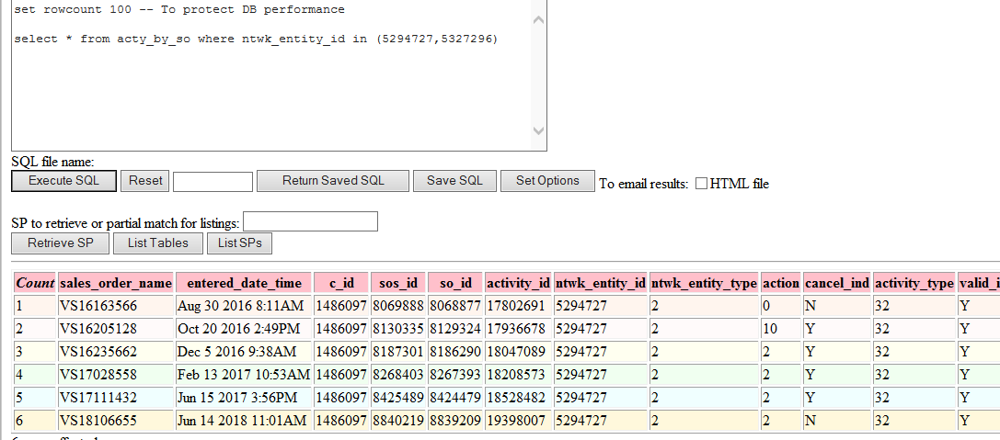 set rowcount 100 -- To protect DB performance
select * from acty_by_so where ntwk_entity_id in (5294727,5327296)
SQL file name:
Execute SQL Reset Return Saved SQL Save SQL Set Options To email results: HTML file
SP to retrieve or partial match for listings:
Retrieve SP List Tables List SPs
Count sales_order_name entered_date_time c_id sos_id so_id activity_id ntwk_entity_id ntwk_entity_type action cancel_ind activity_type valid_i
1 VS16163566 Aug 30 2016 8:11AM 1486097 8069888 8068877 17802691 5294727 2 0 N 32 Y
2 VS16205128 Oct 20 2016 2:49PM 1486097 8130335 8129324 17936678 5294727 2 10 Y 32 Y
3 VS16235662 Dec 5 2016 9:38AM 1486097 8187301 8186290 18047089 5294727 2 2 Y 32 Y
4 VS17028558 Feb 13 2017 10:53AM 1486097 8268403 8267393 18208573 5294727 2 2 Y 32 Y
5 VS17111432 Jun 15 2017 3:56PM 1486097 8425489 8424479 18528482 5294727 2 2 Y 32 Y
6 VS18106655 Jun 14 2018 11:01AM 1486097 8840219 8839209 19398007 5294727 2 2 N 32 Y